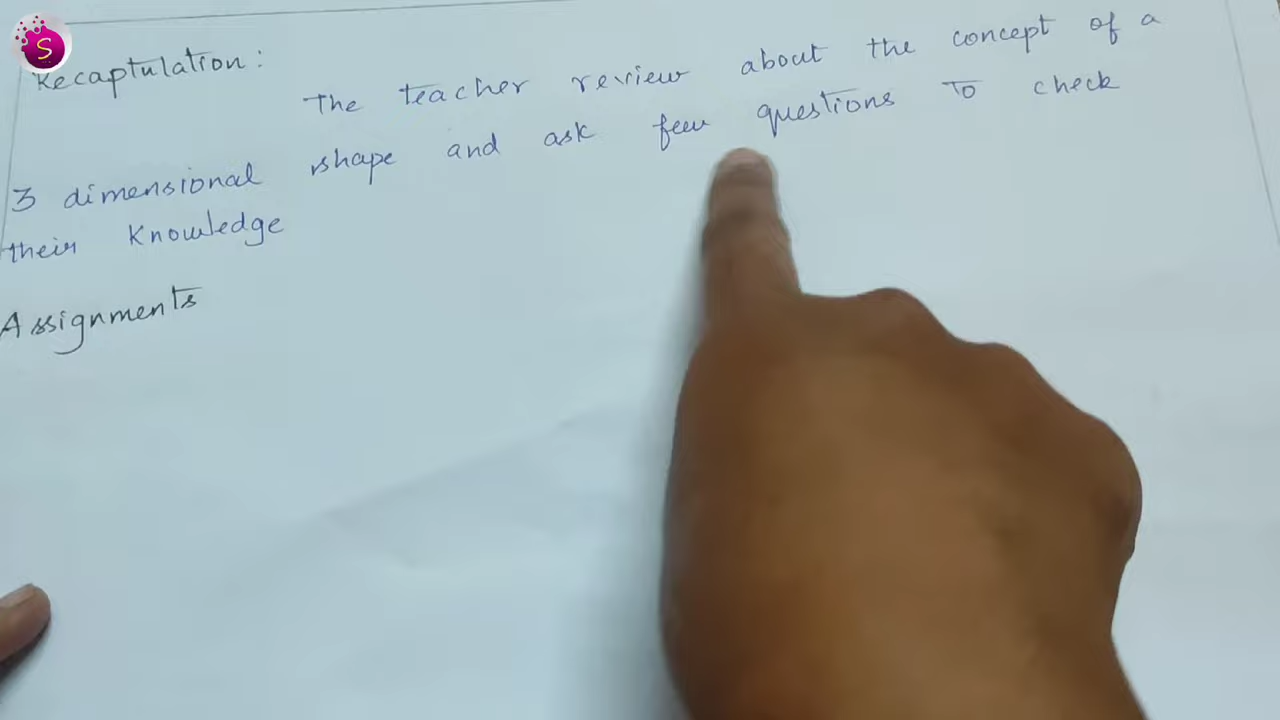 Recaptulation :
The teacher review about the concept of a
3 dimensional shape and ask few questions to check
their knowledge
Assignments
S